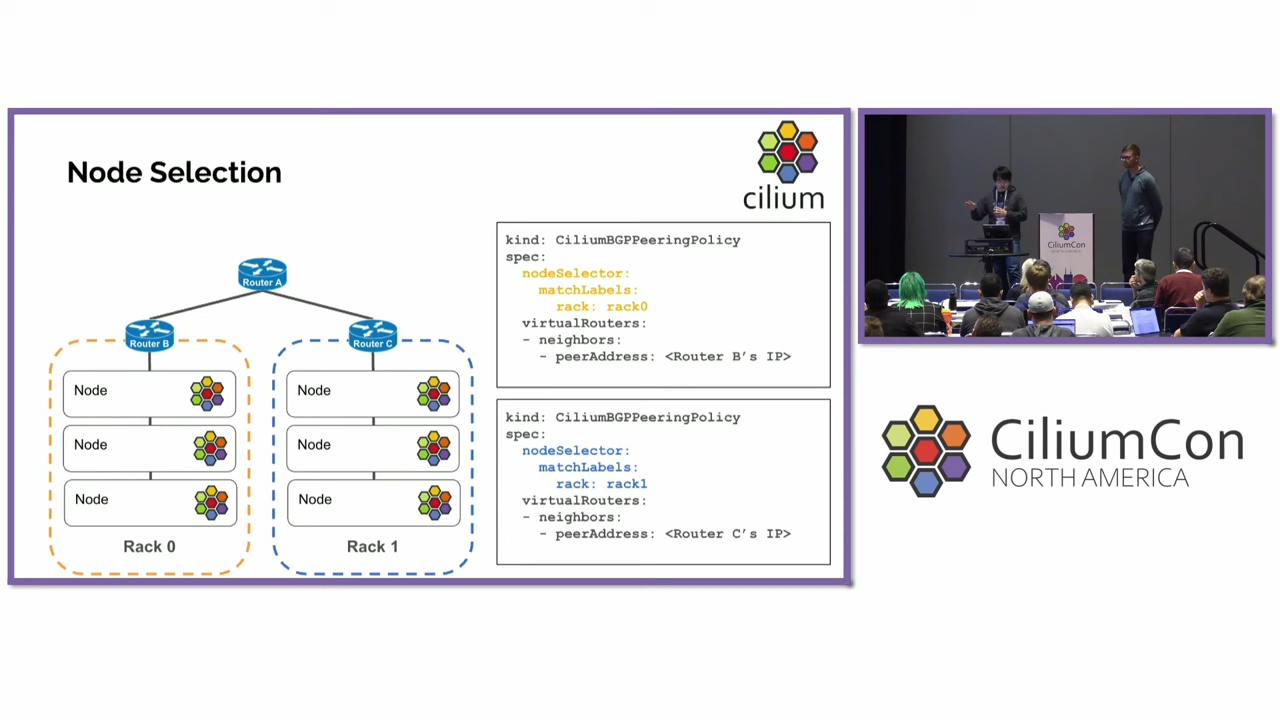 Node Selection
cilium
Router A
Router B
Router C
Node
Node
Node
Rack 0
Node
Node
Node
Rack 1
kind: CiliumBGPPeeringPolicy
spec:
nodeSelector:
matchLabels:
rack: rack0
virtualRouters:
- neighbors:
- peerAddress: <Router B's IP>
kind: CiliumBGPPeeringPolicy
spec:
nodeSelector:
matchLabels:
rack: rack1
virtualRouters:
- neighbors:
- peerAddress: <Router C's IP>
CiliumCon
CiliumCon
NORTH AMERICA